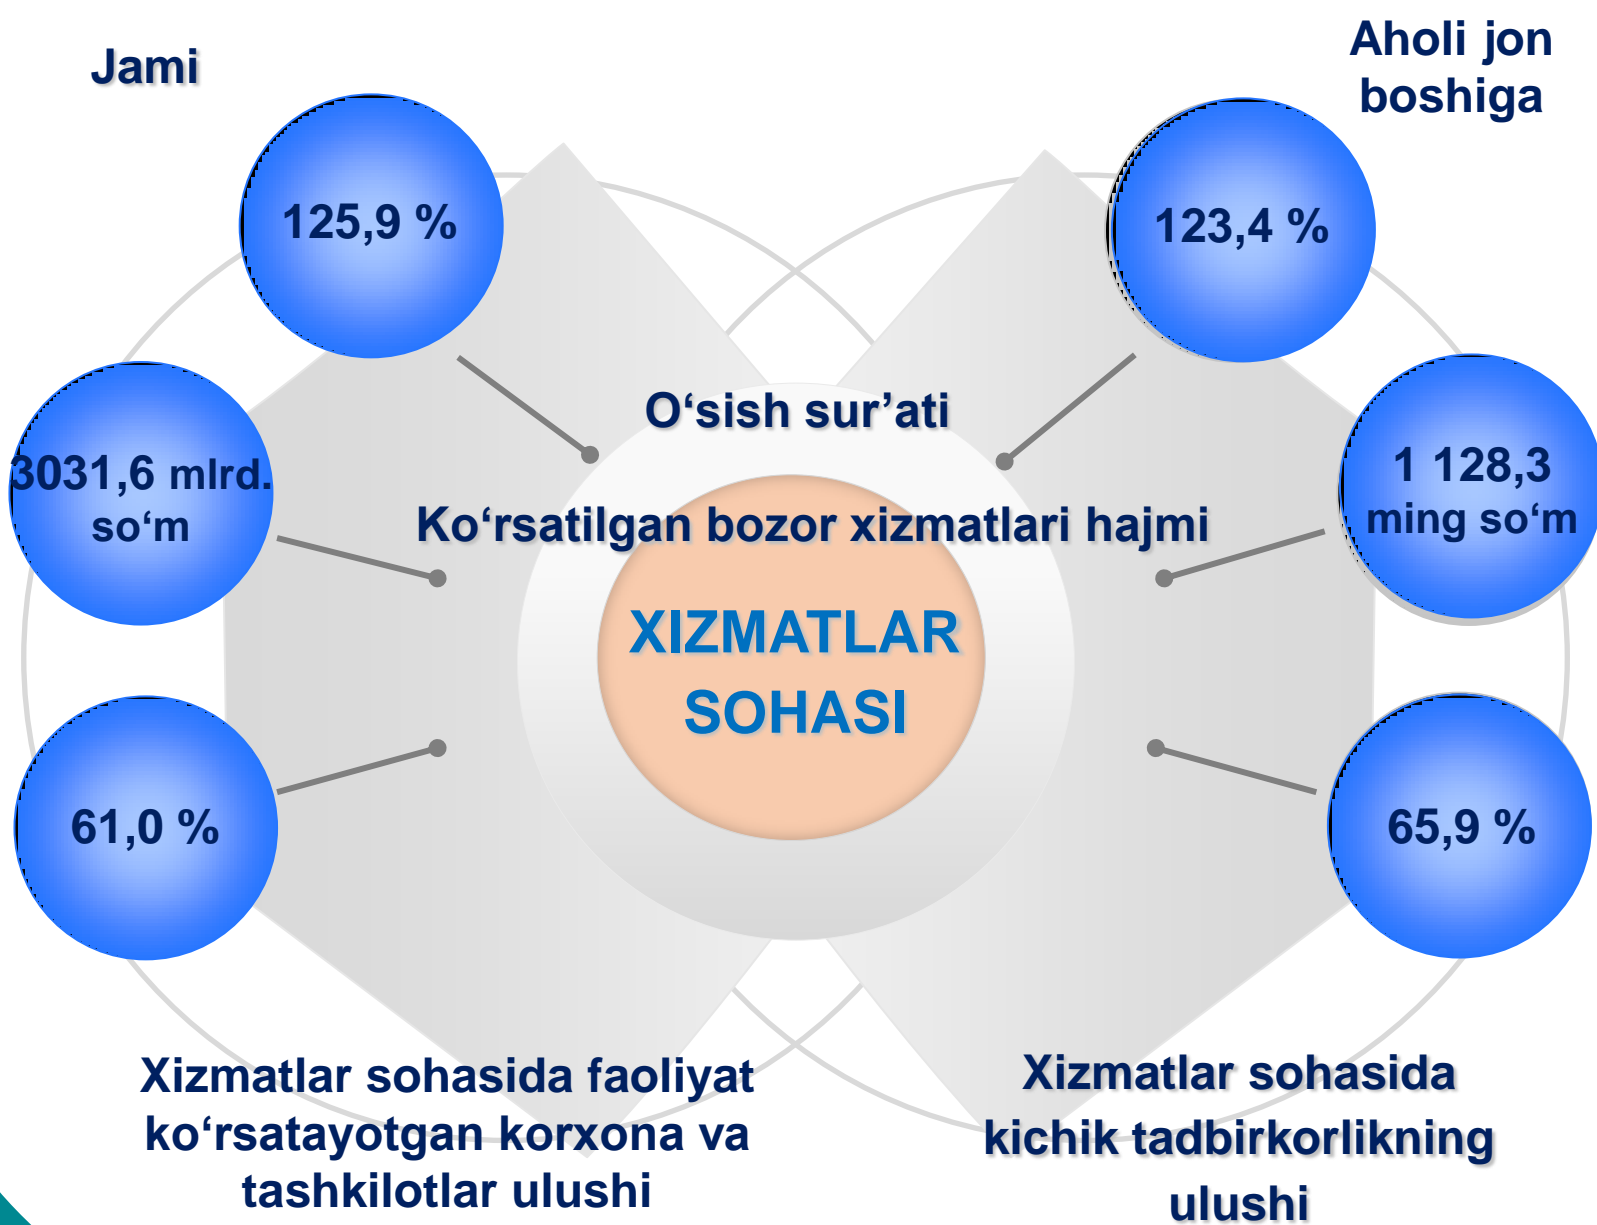 Jami
Aholi jon
boshiga
125,9 %
123,4 %
O‘sish sur’ati
3031,6 mlrd.
so‘m
1 128,3
ming so‘m
Ko‘rsatilgan bozor xizmatlari hajmi
XIZMATLAR
SOHASI
61,0 %
65,9 %
Xizmatlar sohasida faoliyat
ko‘rsatayotgan korxona va
tashkilotlar ulushi
Xizmatlar sohasida
kichik tadbirkorlikning
ulushi